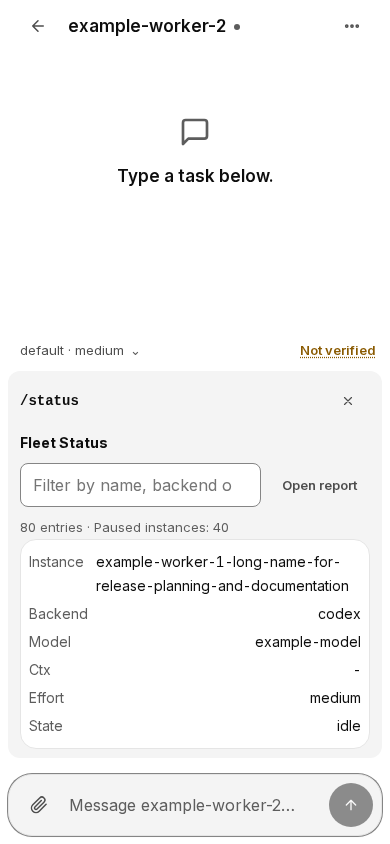 example-worker-2
Type a task below.
default · medium
Not verified
/status
Fleet Status
Filter by name, backend o
Open report
80 entries · Paused instances: 40
Instance example-worker-1-long-name-for-
release-planning-and-documentation
Backend codex
Model example-model
Ctx -
Effort medium
State idle
Message example-worker-2…